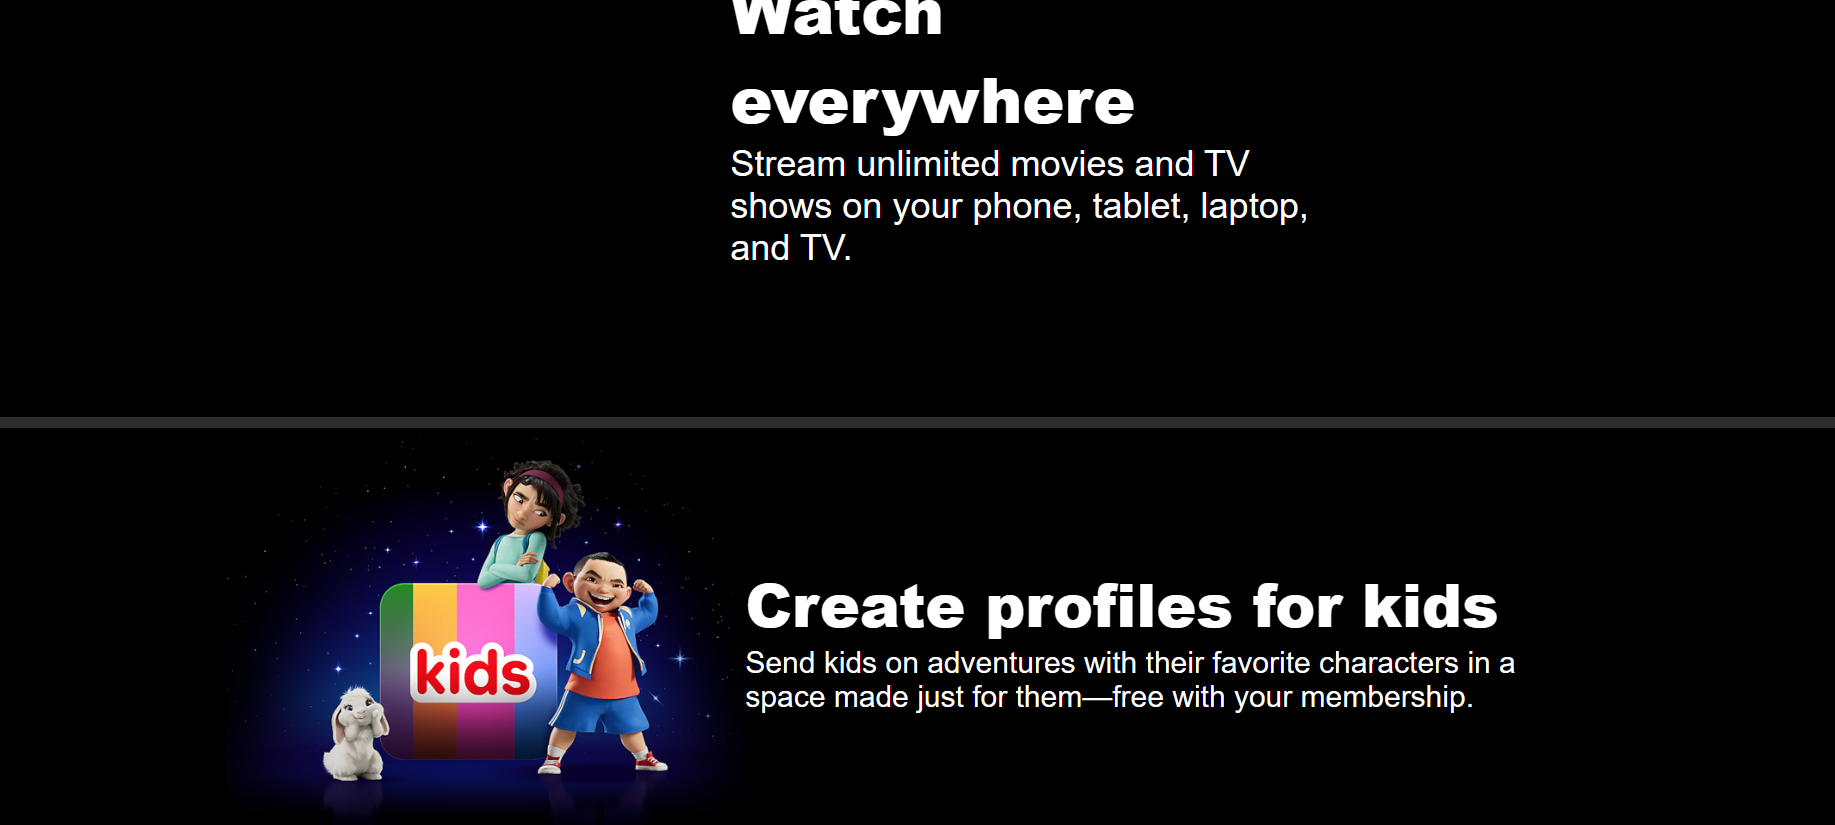 Watch
everywhere
Stream unlimited movies and TV
shows on your phone, tablet, laptop,
and TV.
kids
Create profiles for kids
Send kids on adventures with their favorite characters in a
space made just for them—free with your membership.